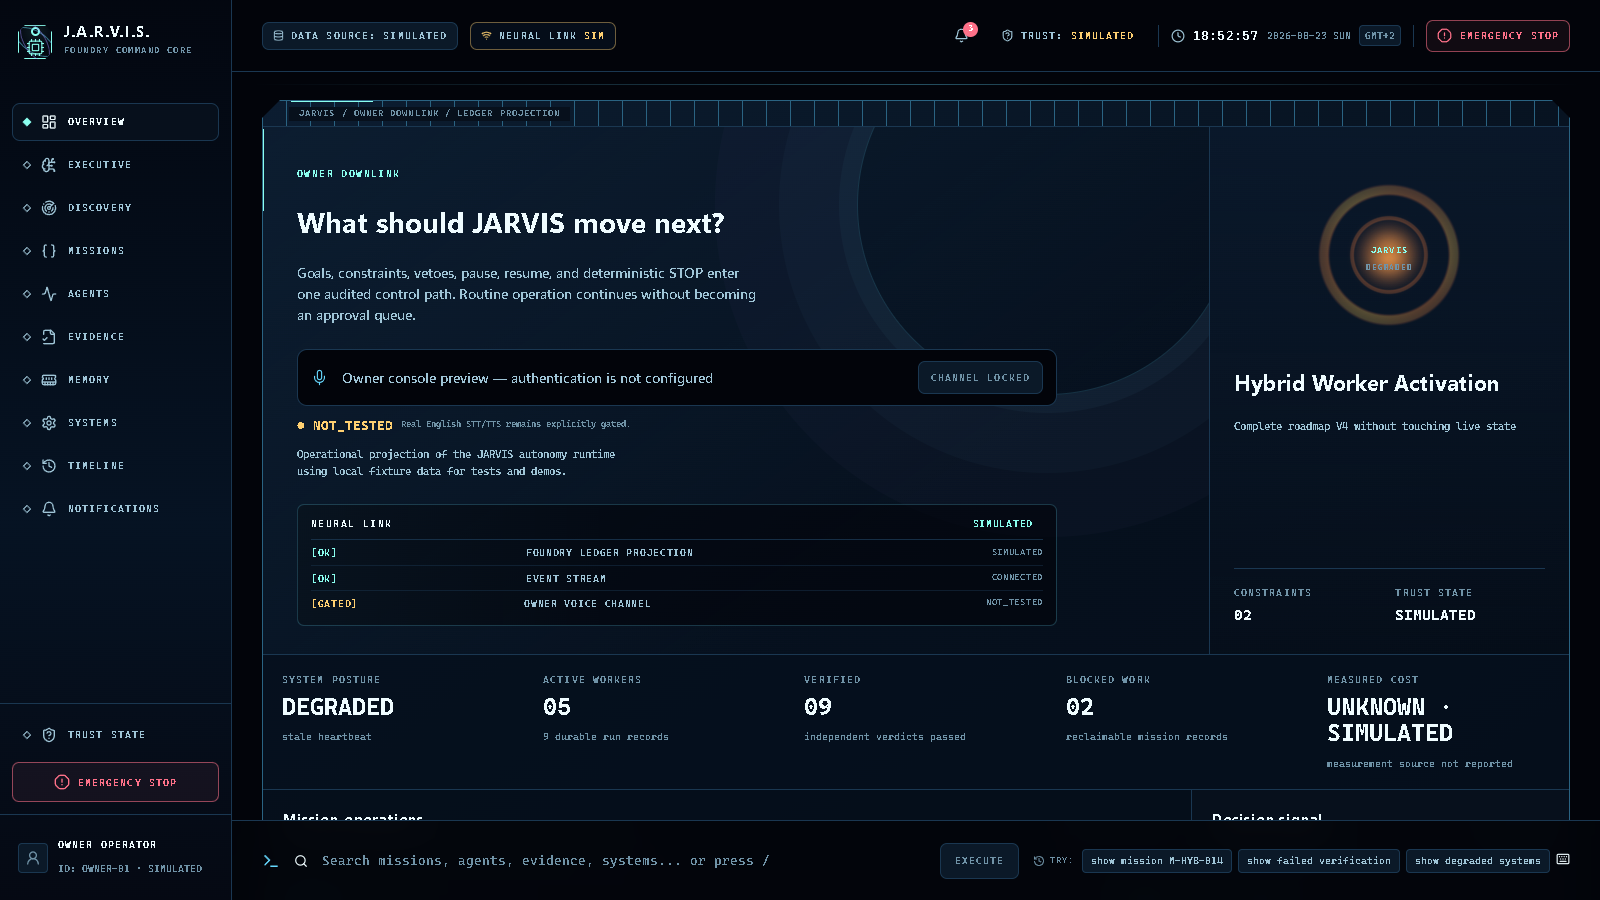 J.A.R.V.I.S.
FOUNDRY COMMAND CORE
OVERVIEW
EXECUTIVE
DISCOVERY
MISSIONS
AGENTS
EVIDENCE
MEMORY
SYSTEMS
TIMELINE
NOTIFICATIONS
TRUST STATE
EMERGENCY STOP
OWNER OPERATOR
ID: OWNER-01 • SIMULATED
DATA SOURCE: SIMULATED
NEURAL LINK SIM
3
TRUST: SIMULATED
18:52:57 2026-08-23 SUN GMT+2
EMERGENCY STOP
JARVIS / OWNER DOWNLINK / LEDGER PROJECTION
OWNER DOWNLINK
What should JARVIS move next?
Goals, constraints, vetoes, pause, resume, and deterministic STOP enter
one audited control path. Routine operation continues without becoming
an approval queue.
Owner console preview — authentication is not configured
CHANNEL LOCKED
NOT_TESTED Real English STT/TTS remains explicitly gated.
Operational projection of the JARVIS autonomy runtime
using local fixture data for tests and demos.
NEURAL LINK SIMULATED
[OK] FOUNDRY LEDGER PROJECTION SIMULATED
[OK] EVENT STREAM CONNECTED
[GATED] OWNER VOICE CHANNEL NOT_TESTED
JARVIS
DEGRADED
Hybrid Worker Activation
Complete roadmap V4 without touching live state
CONSTRAINTS
02
TRUST STATE
SIMULATED
SYSTEM POSTURE
DEGRADED
stale heartbeat
ACTIVE WORKERS
05
9 durable run records
VERIFIED
09
independent verdicts passed
BLOCKED WORK
02
reclaimable mission records
MEASURED COST
UNKNOWN ·
SIMULATED
measurement source not reported
Mission operations
Decision signal
Search missions, agents, evidence, systems... or press /
EXECUTE
TRY:
show mission M-HYB-014
show failed verification
show degraded systems